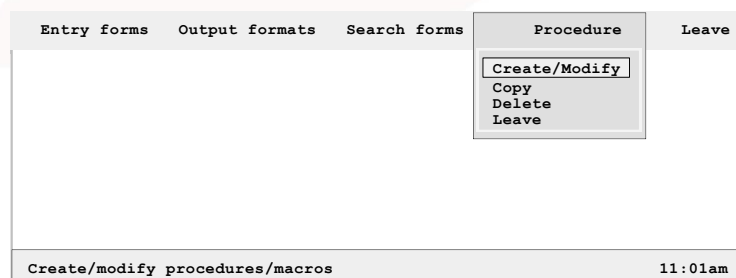 Entry forms Output formats Search forms Procedure Leave
Create/Modify
Copy
Delete
Leave
Create/modify procedures/macros 11:01am